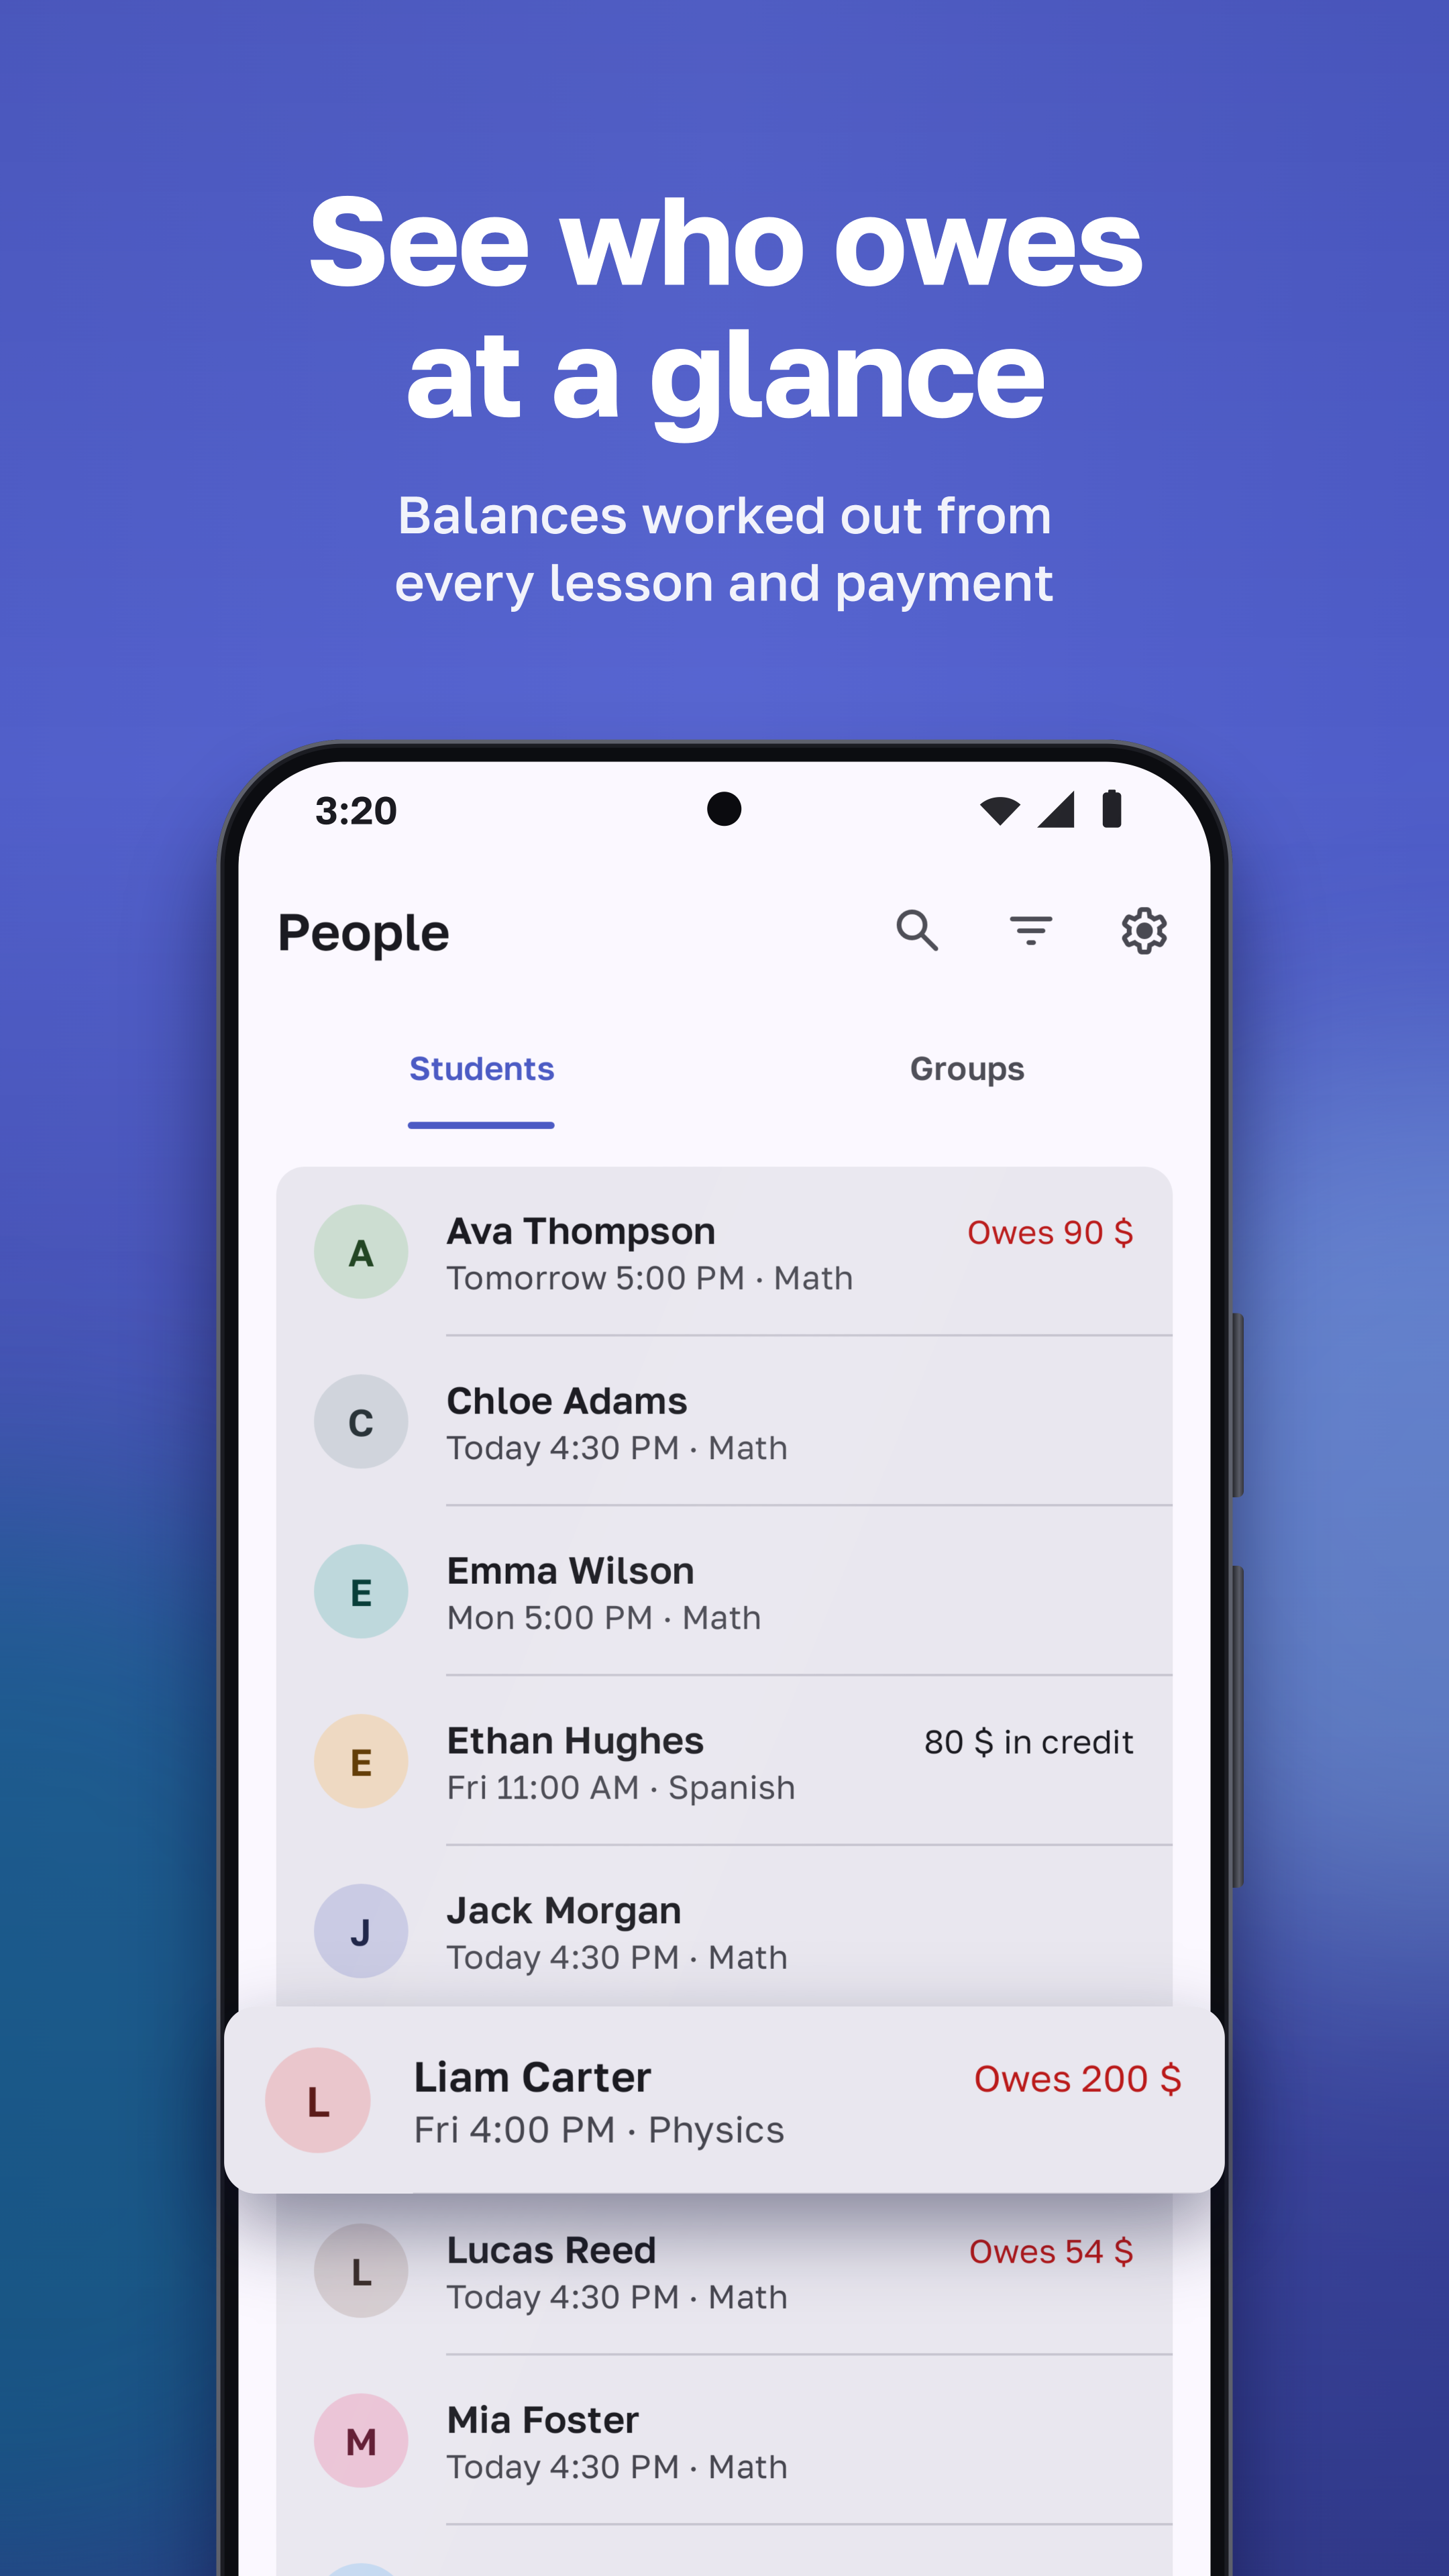 See who owes
at a glance
Balances worked out from
every lesson and payment
3:20
People
Students
Groups
A
Ava Thompson
Owes 90 $
Tomorrow 5:00 PM · Math
C
Chloe Adams
Today 4:30 PM · Math
E
Emma Wilson
Mon 5:00 PM · Math
E
Ethan Hughes
80 $ in credit
Fri 11:00 AM · Spanish
J
Jack Morgan
Today 4:30 PM · Math
L
Liam Carter
Owes 200 $
Fri 4:00 PM · Physics
L
Lucas Reed
Owes 54 $
Today 4:30 PM · Math
M
Mia Foster
Today 4:30 PM · Math